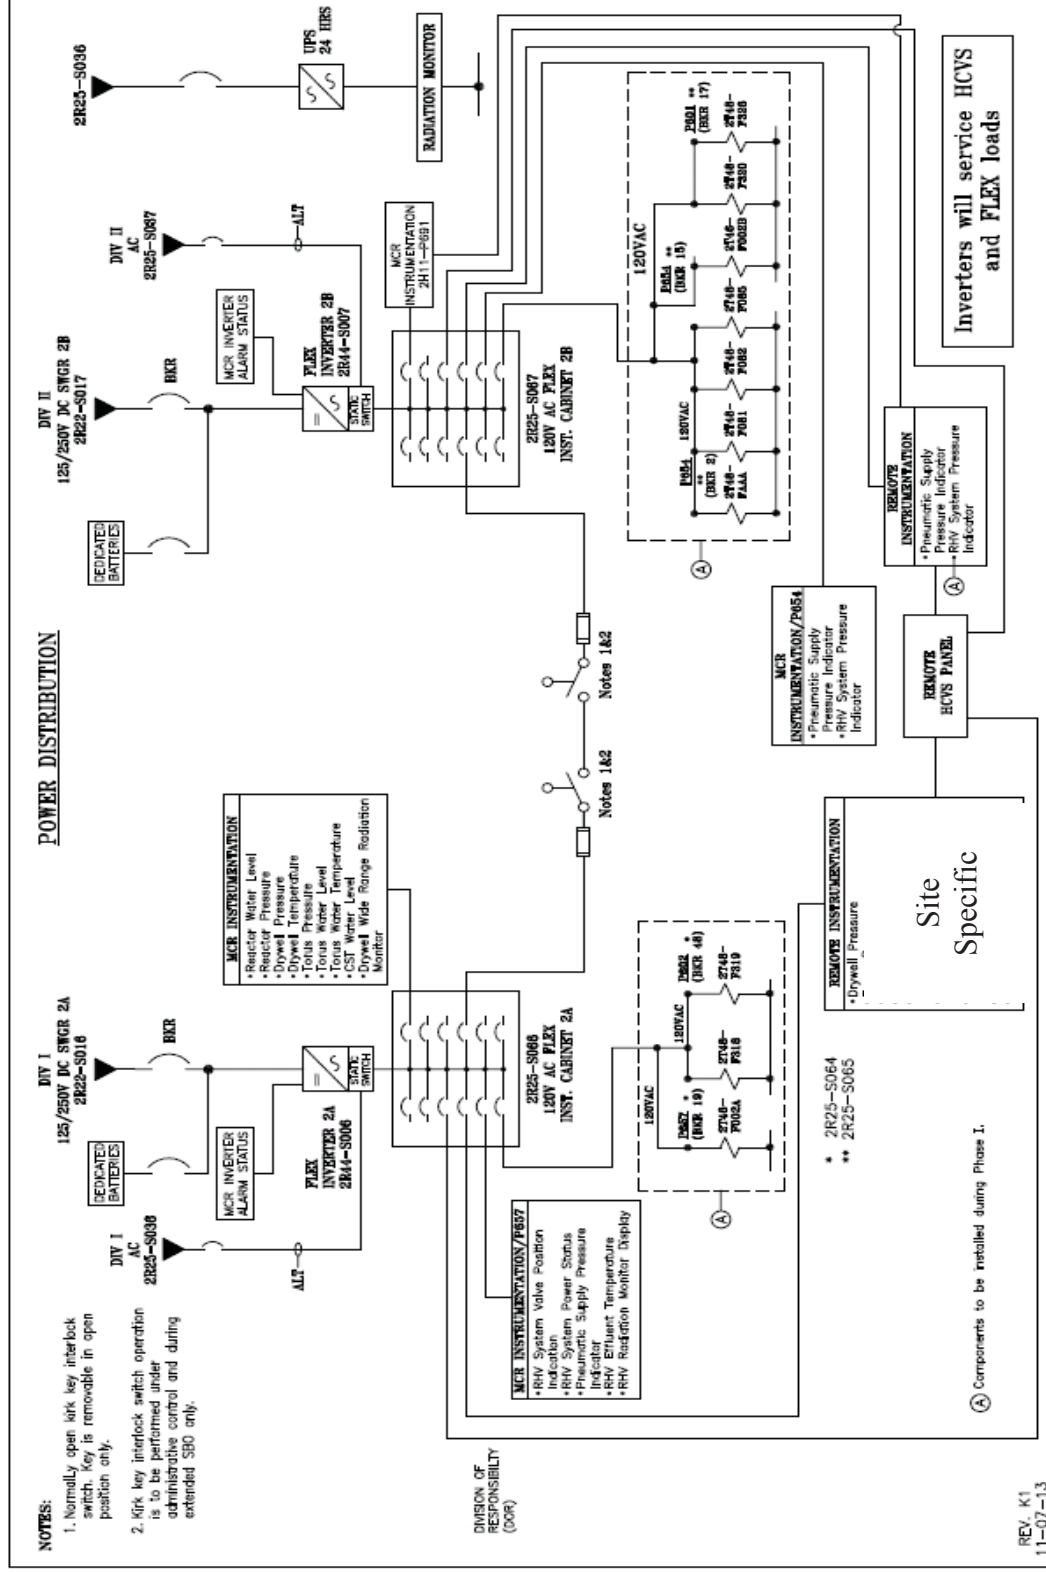 POWER DISTRIBUTION
NOTES:
1. Normally open kirk key interlock
switch. Key is removable in open
position only.
2. Kirk key interlock switch operation
is to be performed under
administrative control and during
extended SBO only.
DIV I
AC
2R25-S036
ALT
DEDICATED
BATTERIES
MCR INVERTER
ALARM STATUS
DIV I
125/250V DC SWGR 2A
2R22-S016
BKR
FLEX
INVERTER 2A
2R44-S006
STATIC
SWITCH
MCR INSTRUMENTATION
•Reactor Water Level
•Reactor Pressure
•Drywell Pressure
•Drywell Temperature
•Torus Pressure
•Torus Water Level
•Torus Water Temperature
•CST Water Level
•Drywell Wide Range Radiation
Monitor
DEDICATED
BATTERIES
DIV II
125/250V DC SWGR 2B
2R22-S017
BKR
MCR INVERTER
ALARM STATUS
FLEX
INVERTER 2B
2R44-S007
STATIC
SWITCH
DIV II
AC
2R25-S037
ALT
2R25-S036
UPS
24 HRS
RADIATION MONITOR
MCR
INSTRUMENTATION
2H11-P691
DIVISION OF
RESPONSIBILTY
(DOR)
MCR INSTRUMENTATION/P657
•RHV System Valve Position
Indication
•RHV System Power Status
•Pneumatic Supply Pressure
Indicator
•RHV Effluent Temperature
•RHV Radiation Monitor Display
2R25-S066
120V AC FLEX
INST. CABINET 2A
Notes 1&2
Notes 1&2
2R25-S067
120V AC FLEX
INST. CABINET 2B
A
120VAC
P657 *
(BKR 19)
2T48-
F002A
120VAC
2T48-
F318
P602 *
(BKR 48)
2T48-
F319
A
P654
**
(BKR 2)
120VAC
2T48-
FAAA
2T48-
F081
2T48-
F082
2T48-
F085
120VAC
P654 **
(BKR 15)
2T48-
F002B
2T48-
F320
P601 **
(BKR 17)
2T48-
F326
* 2R25-S064
** 2R25-S065
A Components to be installed during Phase I.
REMOTE INSTRUMENTATION
•Drywell Pressure
Site
Specific
MCR
INSTRUMENTATION/P654
•Pneumatic Supply
Pressure Indicator
•RHV System Pressure
Indicator
REMOTE
HCVS PANEL
A
REMOTE
INSTRUMENTATION
•Pneumatic Supply
Pressure Indicator
•RHV System Pressure
Indicator
Inverters will service HCVS
and FLEX loads
REV. K1
11-07-13